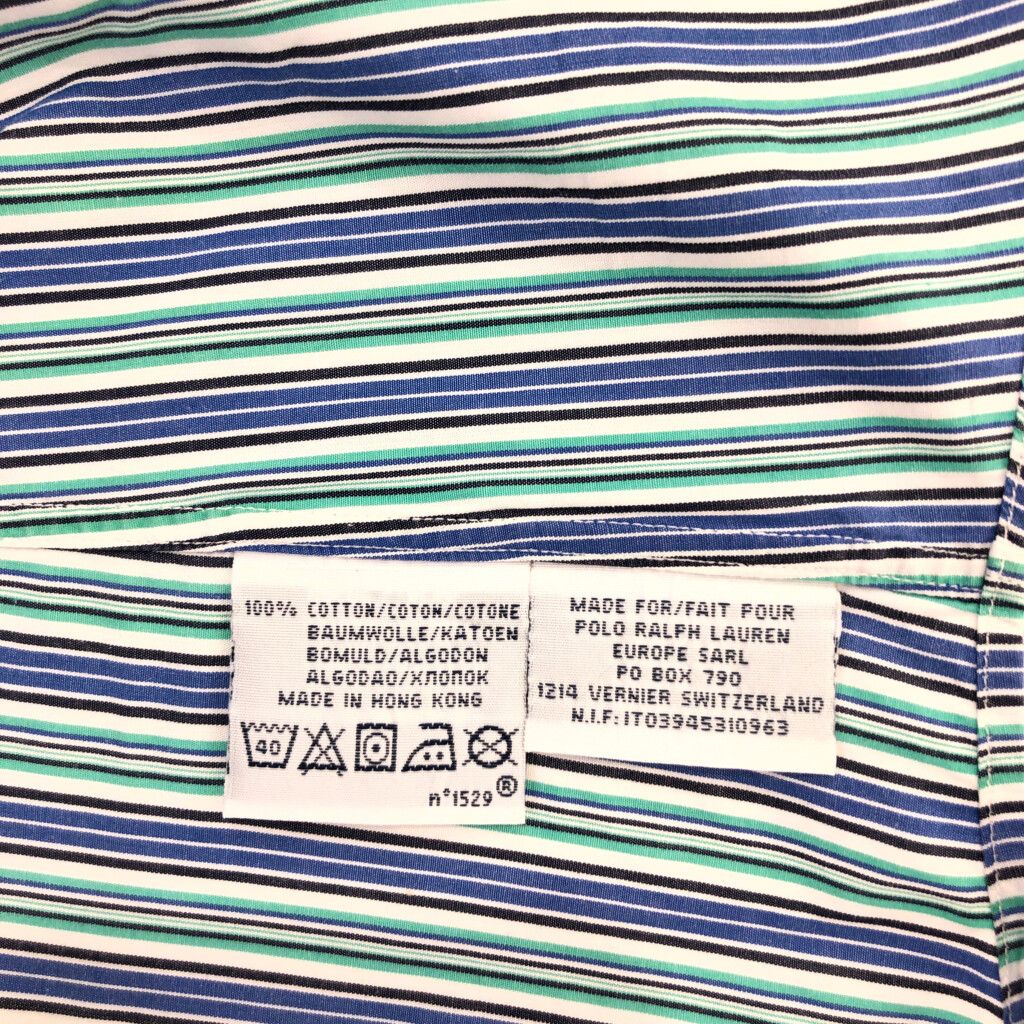 100% COTTON/COTON/COTONE
BAUMWOLLE/KATOEN
BOMULD/ALGODON
ALGODAO/ХЛОПОК
MADE IN HONG KONG
40
n°1529 ®
MADE FOR/FAIT POUR
POLO RALPH LAUREN
EUROPE SARL
PO BOX 790
1214 VERNIER SWITZERLAND
N.I.F: IT03945310963